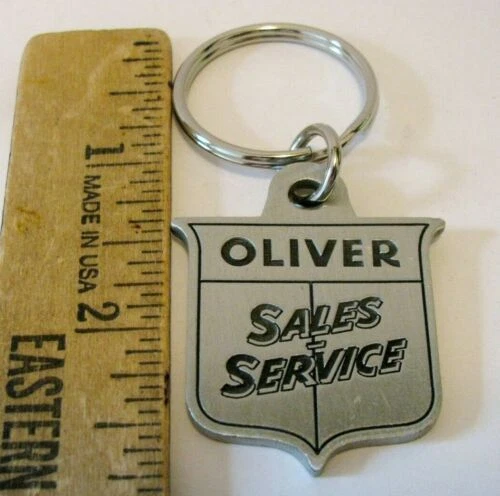 OLIVER
SALES
-
SERVICE
1
MADE IN USA
2
EASTERN